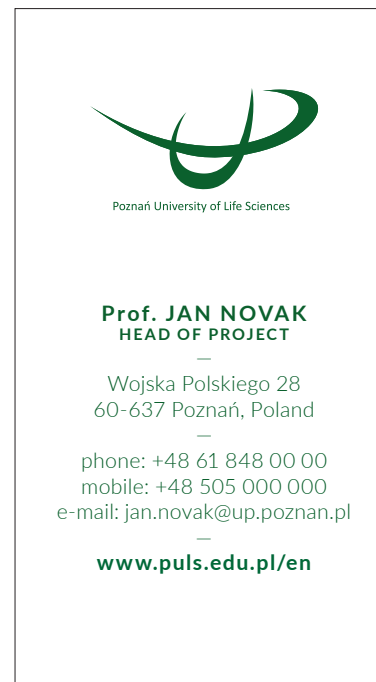 Poznań University of Life Sciences
Prof. JAN NOVAK
HEAD OF PROJECT
—
Wojska Polskiego 28
60-637 Poznań, Poland
—
phone: +48 61 848 00 00
mobile: +48 505 000 000
e-mail: jan.novak@up.poznan.pl
—
www.puls.edu.pl/en